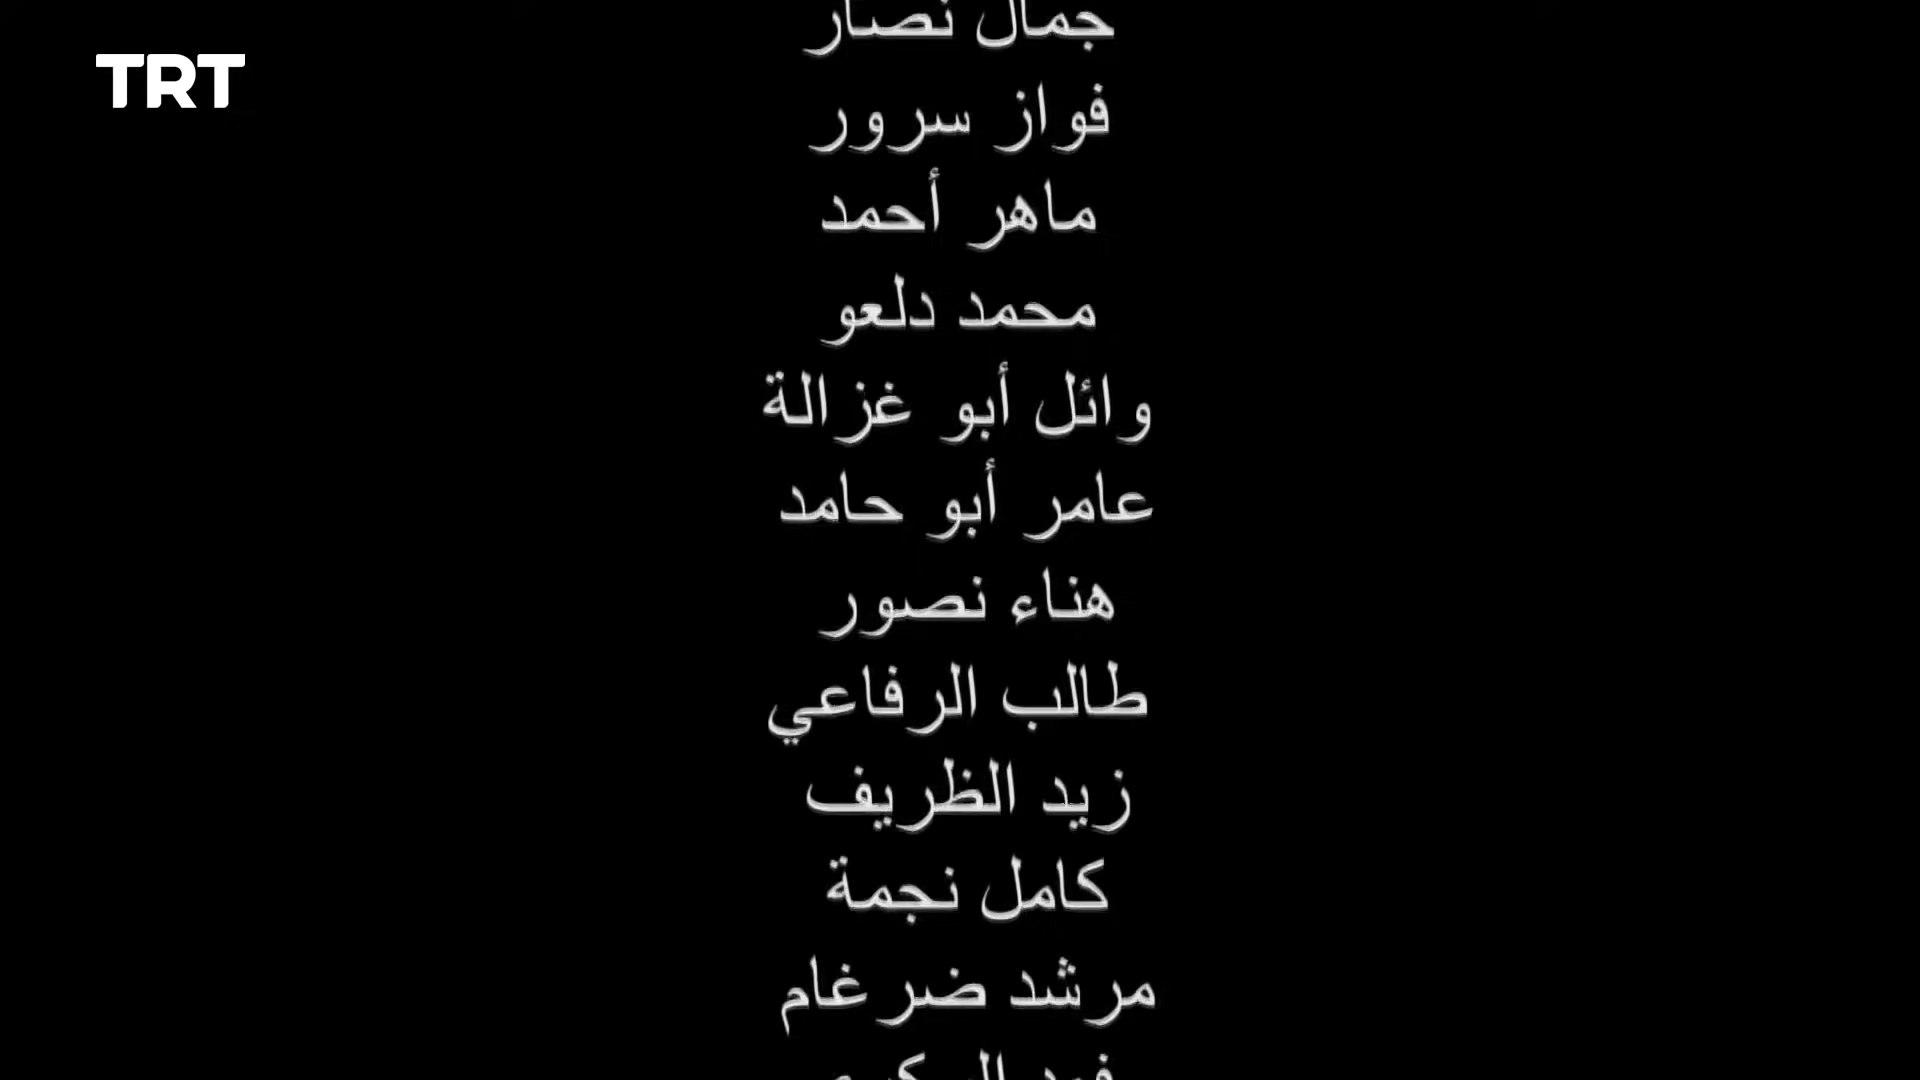 TRT
جمال نصار
فواز سرور
ماهر أحمد
محمد دلعو
وائل أبو غزالة
عامر أبو حامد
هناء نصور
طالب الرفاعي
زيد الظريف
كامل نجمة
مرشد ضرغام